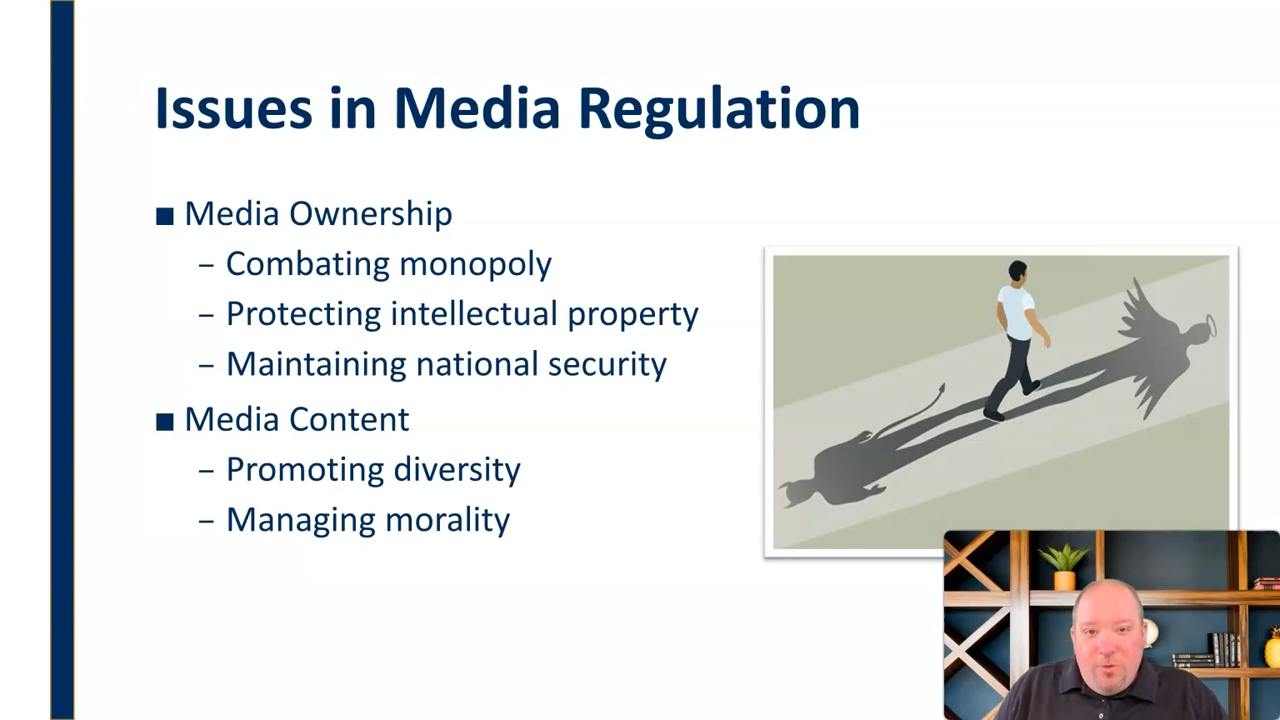 Issues in Media Regulation
■ Media Ownership
– Combating monopoly
– Protecting intellectual property
– Maintaining national security
■ Media Content
– Promoting diversity
– Managing morality